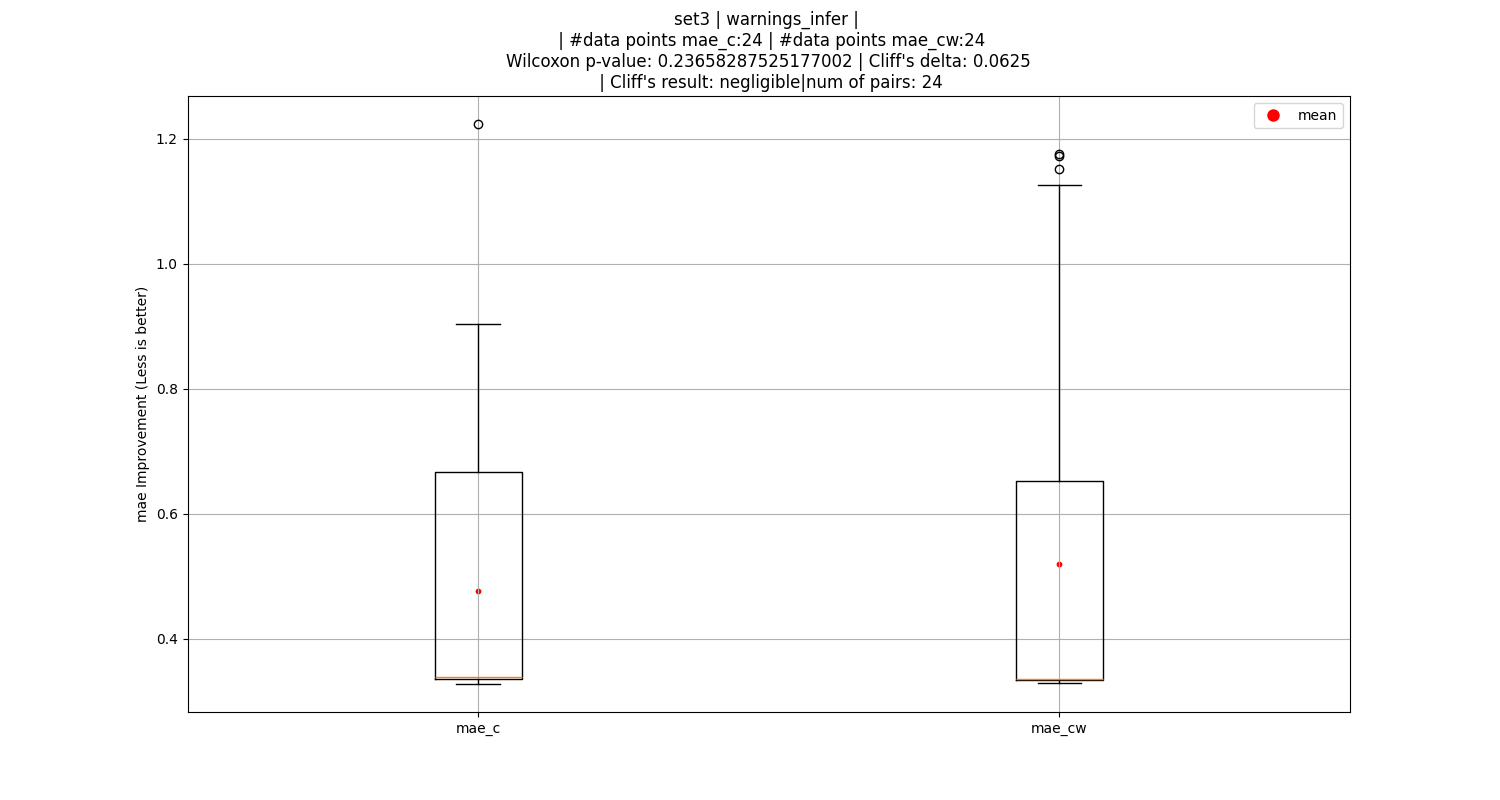 set3 | warnings_infer |
| #data points mae_c:24 | #data points mae_cw:24
Wilcoxon p-value: 0.23658287525177002 | Cliff's delta: 0.0625
| Cliff's result: negligible|num of pairs: 24
mean
1.2
1.0
0.8
0.6
0.4
mae Improvement (Less is better)
mae_c
mae_cw